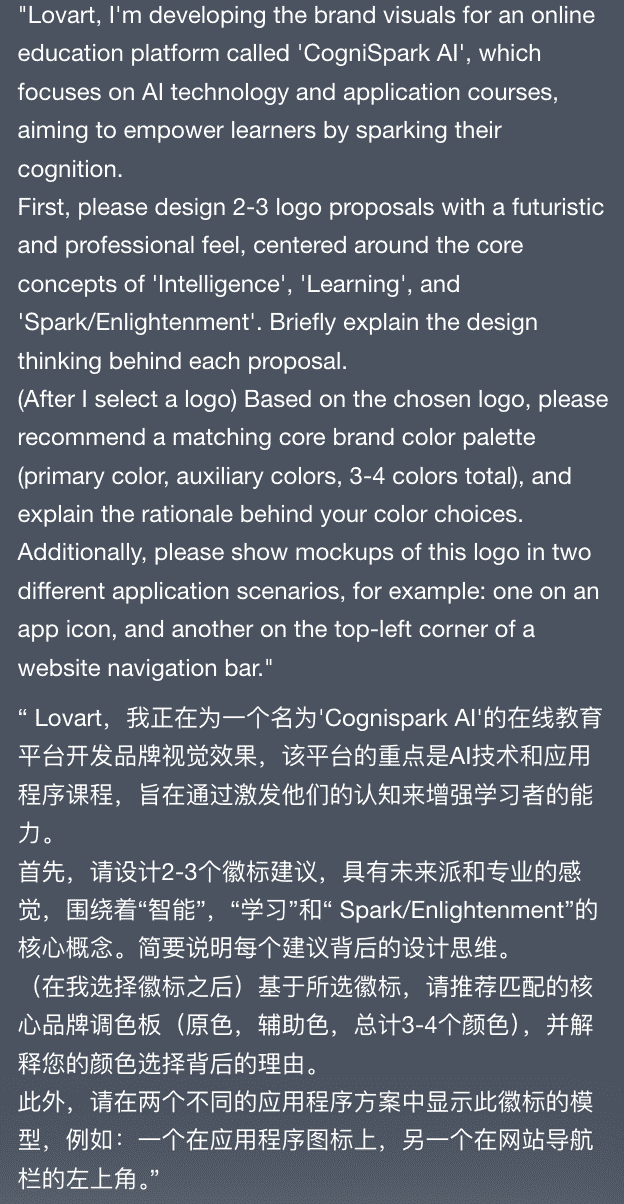 "Lovart, I'm developing the brand visuals for an online
education platform called 'CogniSpark AI', which
focuses on AI technology and application courses,
aiming to empower learners by sparking their
cognition.
First, please design 2-3 logo proposals with a futuristic
and professional feel, centered around the core
concepts of 'Intelligence', 'Learning', and
'Spark/Enlightenment'. Briefly explain the design
thinking behind each proposal.
(After I select a logo) Based on the chosen logo, please
recommend a matching core brand color palette
(primary color, auxiliary colors, 3-4 colors total), and
explain the rationale behind your color choices.
Additionally, please show mockups of this logo in two
different application scenarios, for example: one on an
app icon, and another on the top-left corner of a
website navigation bar."
“ Lovart，我正在为一个名为'Cognispark AI'的在线教育
平台开发品牌视觉效果，该平台的重点是AI技术和应用
程序课程，旨在通过激发他们的认知来增强学习者的能
力。
首先，请设计2-3个徽标建议，具有未来派和专业的感
觉，围绕着“智能”，“学习”和“ Spark/Enlightenment”的
核心概念。简要说明每个建议背后的设计思维。
（在我选择徽标之后）基于所选徽标，请推荐匹配的核
心品牌调色板（原色，辅助色，总计3-4个颜色），并解
释您的颜色选择背后的理由。
此外，请在两个不同的应用程序方案中显示此徽标的模
型，例如：一个在应用程序图标上，另一个在网站导航
栏的左上角。”